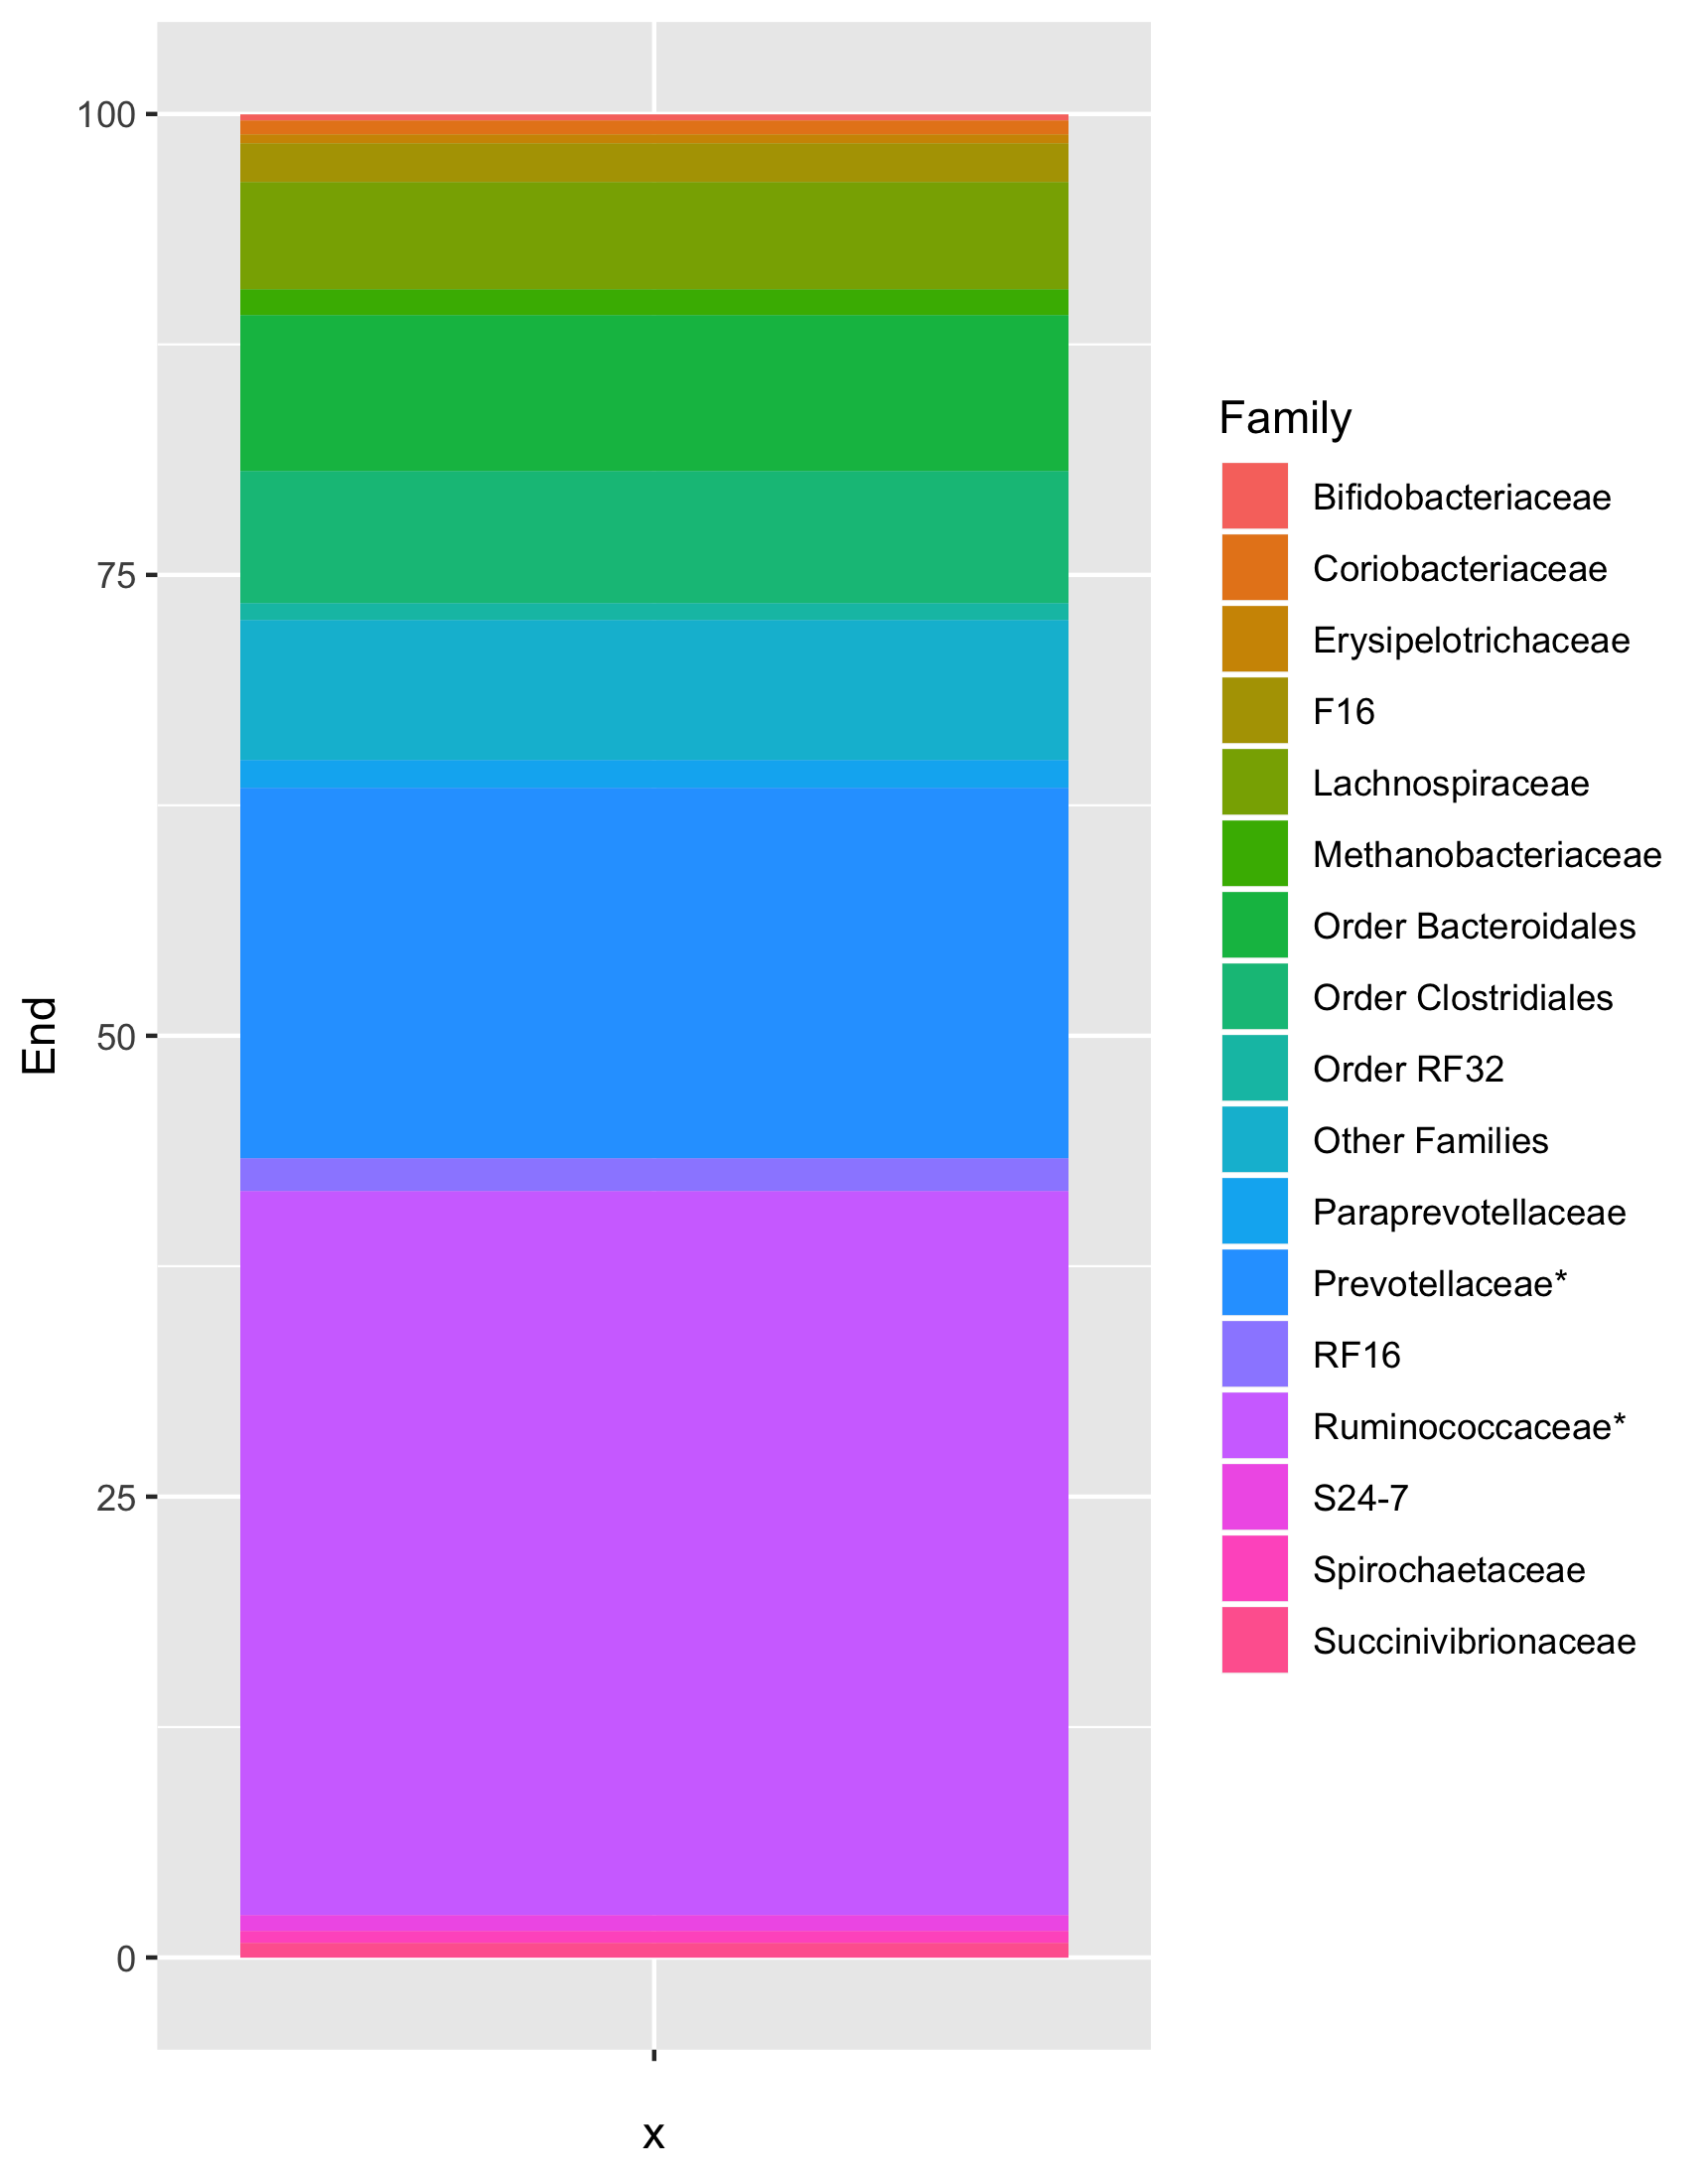 100
75
50
25
0
End
x
Family
Bifidobacteriaceae
Coriobacteriaceae
Erysipelotrichaceae
F16
Lachnospiraceae
Methanobacteriaceae
Order Bacteroidales
Order Clostridiales
Order RF32
Other Families
Paraprevotellaceae
Prevotellaceae*
RF16
Ruminococcaceae*
S24-7
Spirochaetaceae
Succinivibrionaceae